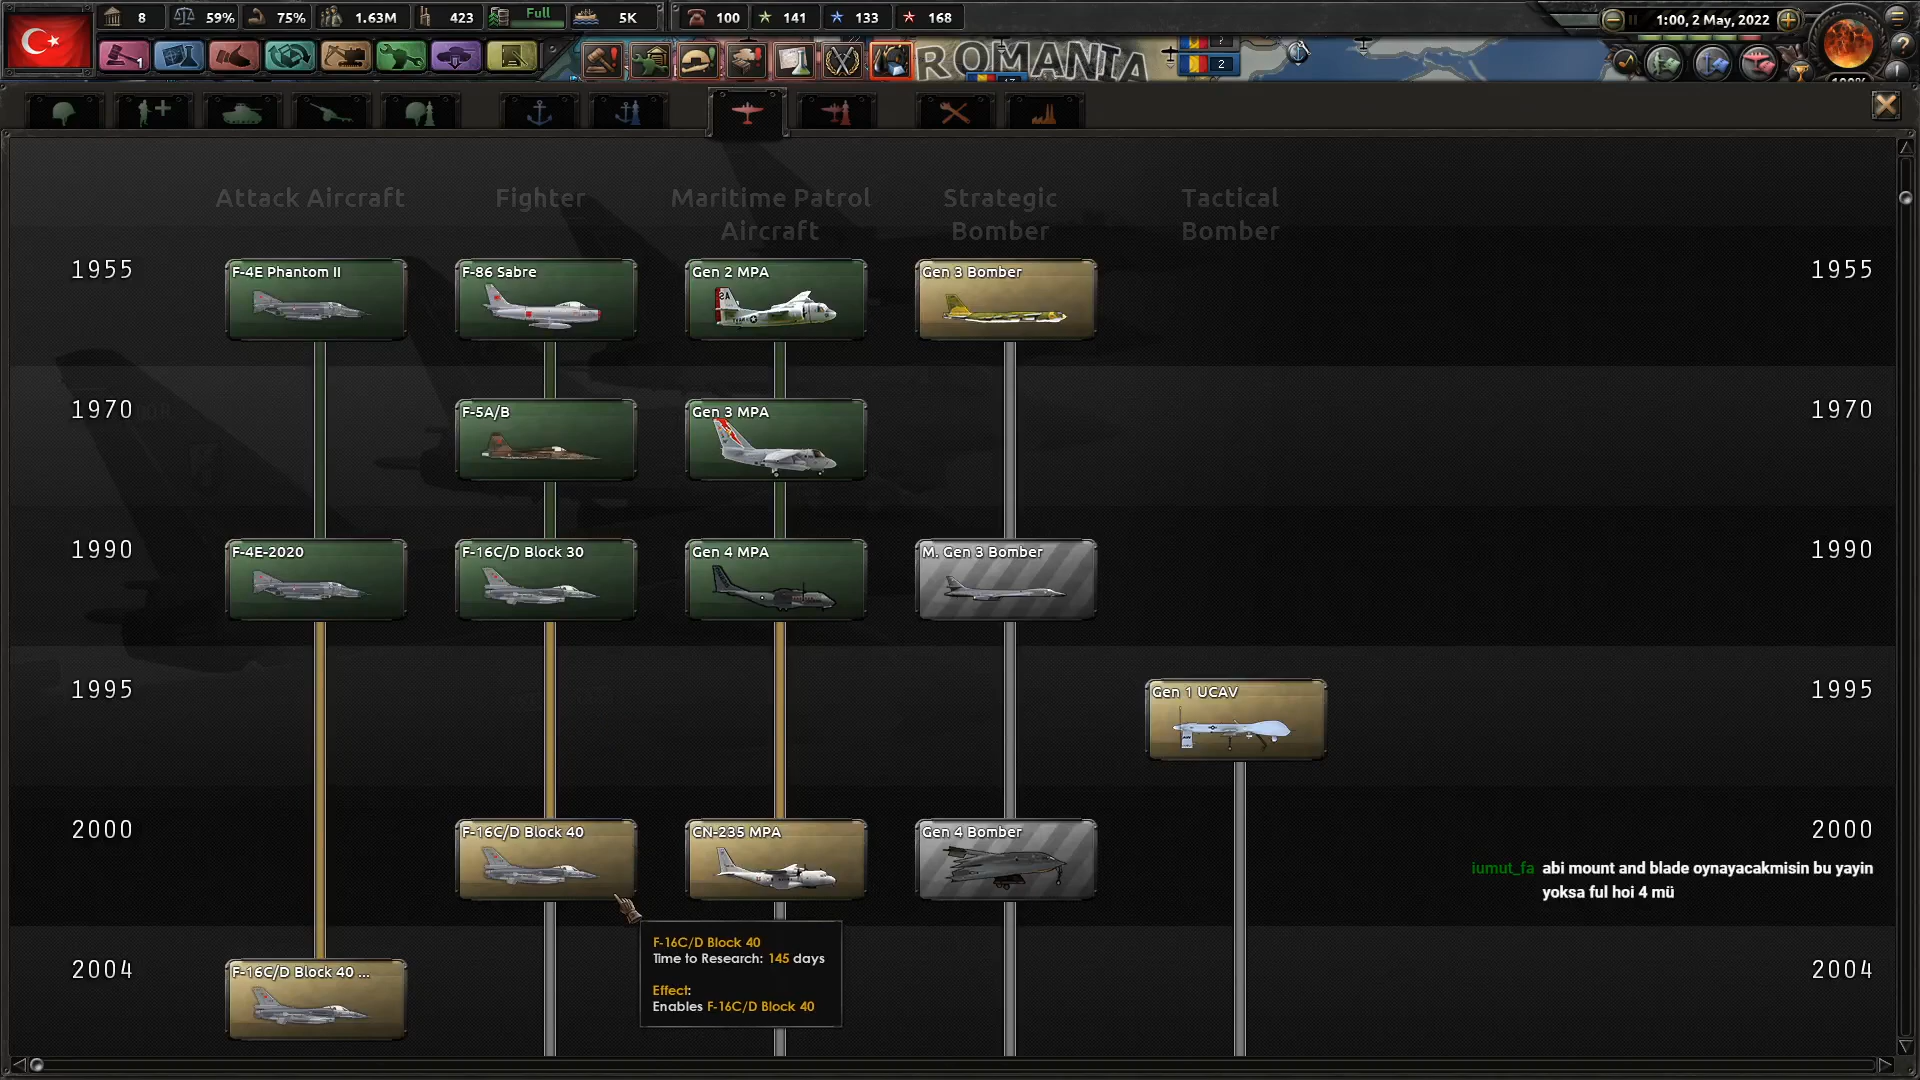 8 59% 75% 1.63M 423 Full 5K 100 141 133 168 1:00, 2 May, 2022
1 ROMANIA ? 2
Attack Aircraft Fighter Maritime Patrol Aircraft Strategic Bomber Tactical Bomber
1955 F-4E Phantom II F-86 Sabre Gen 2 MPA Gen 3 Bomber 1955
1970 F-5A/B Gen 3 MPA 1970
1990 F-4E-2020 F-16C/D Block 30 Gen 4 MPA M. Gen 3 Bomber 1990
1995 Gen 1 UCAV 1995
2000 F-16C/D Block 40 CN-235 MPA Gen 4 Bomber 2000
iumut_fa abi mount and blade oynayacakmisin bu yayin
yoksa ful hoi 4 mü
F-16C/D Block 40
Time to Research: 145 days
Effect:
Enables F-16C/D Block 40
2004 F-16C/D Block 40 ... 2004